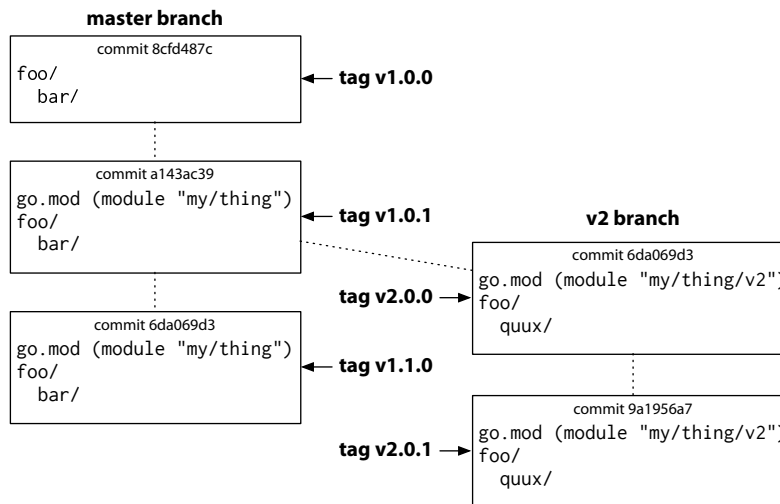 master branch
commit 8cfd487c
foo/
  bar/
tag v1.0.0
commit a143ac39
go.mod (module "my/thing")
foo/
  bar/
tag v1.0.1
commit 6da069d3
go.mod (module "my/thing")
foo/
  bar/
tag v1.1.0
v2 branch
commit 6da069d3
go.mod (module "my/thing/v2")
foo/
  quux/
tag v2.0.0
commit 9a1956a7
go.mod (module "my/thing/v2")
foo/
  quux/
tag v2.0.1